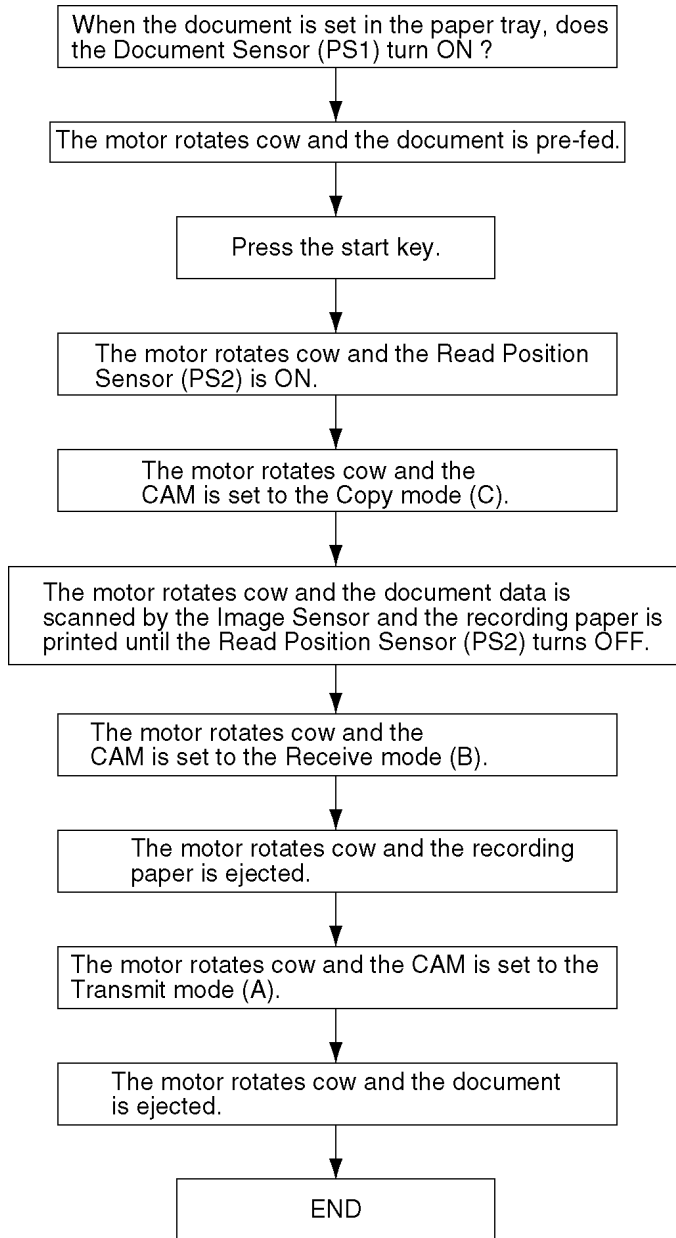 When the document is set in the paper tray, does
the Document Sensor (PS1) turn ON ?
The motor rotates cow and the document is pre-fed.
Press the start key.
The motor rotates cow and the Read Position
Sensor (PS2) is ON.
The motor rotates cow and the
CAM is set to the Copy mode (C).
The motor rotates cow and the document data is
scanned by the Image Sensor and the recording paper is
printed until the Read Position Sensor (PS2) turns OFF.
The motor rotates cow and the
CAM is set to the Receive mode (B).
The motor rotates cow and the recording
paper is ejected.
The motor rotates cow and the CAM is set to the
Transmit mode (A).
The motor rotates cow and the document
is ejected.
END